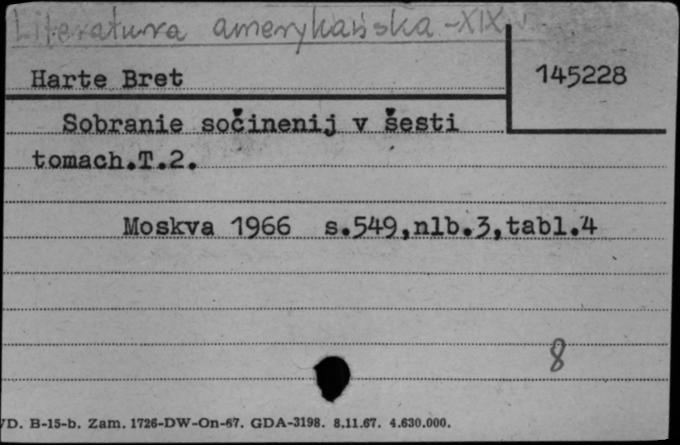 Literatura amerykańska - XIX w
Harte Bret
145228
Sobranie sočinenij v šesti
tomach.T.2.
Moskva 1966 s.549,nlb.3,tabl.4
8
D. B-15-b. Zam. 1726-DW-On-67. GDA-3198. 8.11.67. 4.630.000.